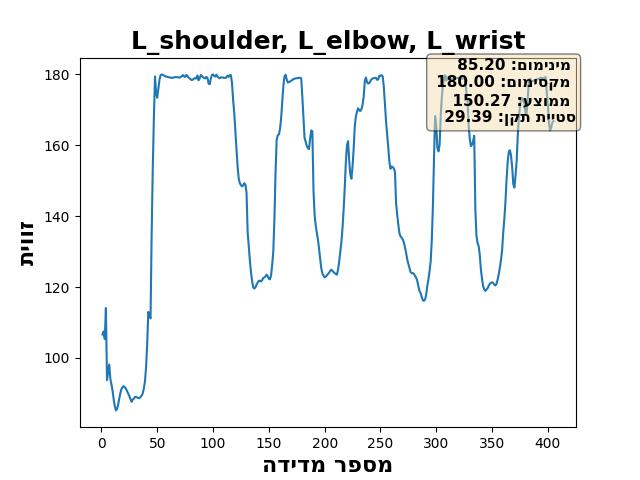 L_shoulder, L_elbow, L_wrist
מינימום: 85.20
מקסימום: 180.00
ממוצע: 150.27
סטיית תקן: 29.39
180
160
140
120
100
זווית
0 50 100 150 200 250 300 350 400
מספר מדידה